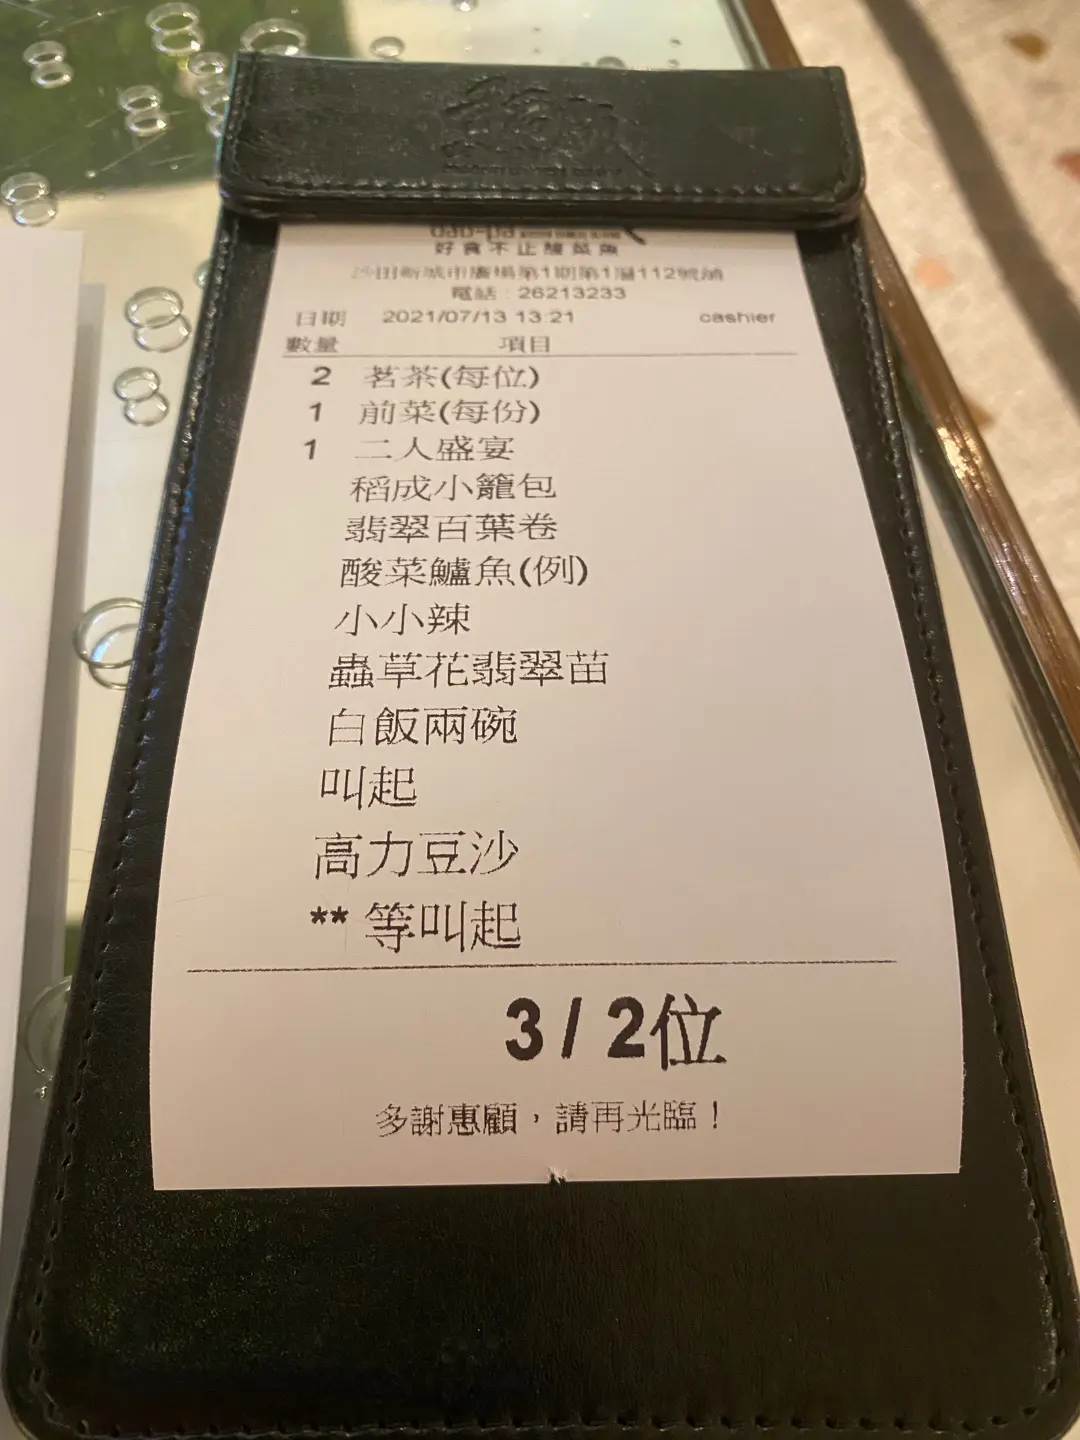 dao-pa
好食不止酸菜魚
沙田新城市廣場第1期第1層112號舖
電話：26213233
日期 2021/07/13 13:21 cashier
數量 項目
2 茗茶(每位)
1 前菜(每份)
1 二人盛宴
稻成小籠包
翡翠百葉卷
酸菜鱸魚(例)
小小辣
蟲草花翡翠苗
白飯兩碗
叫起
高力豆沙
** 等叫起
3 / 2位
多謝惠顧，請再光臨！